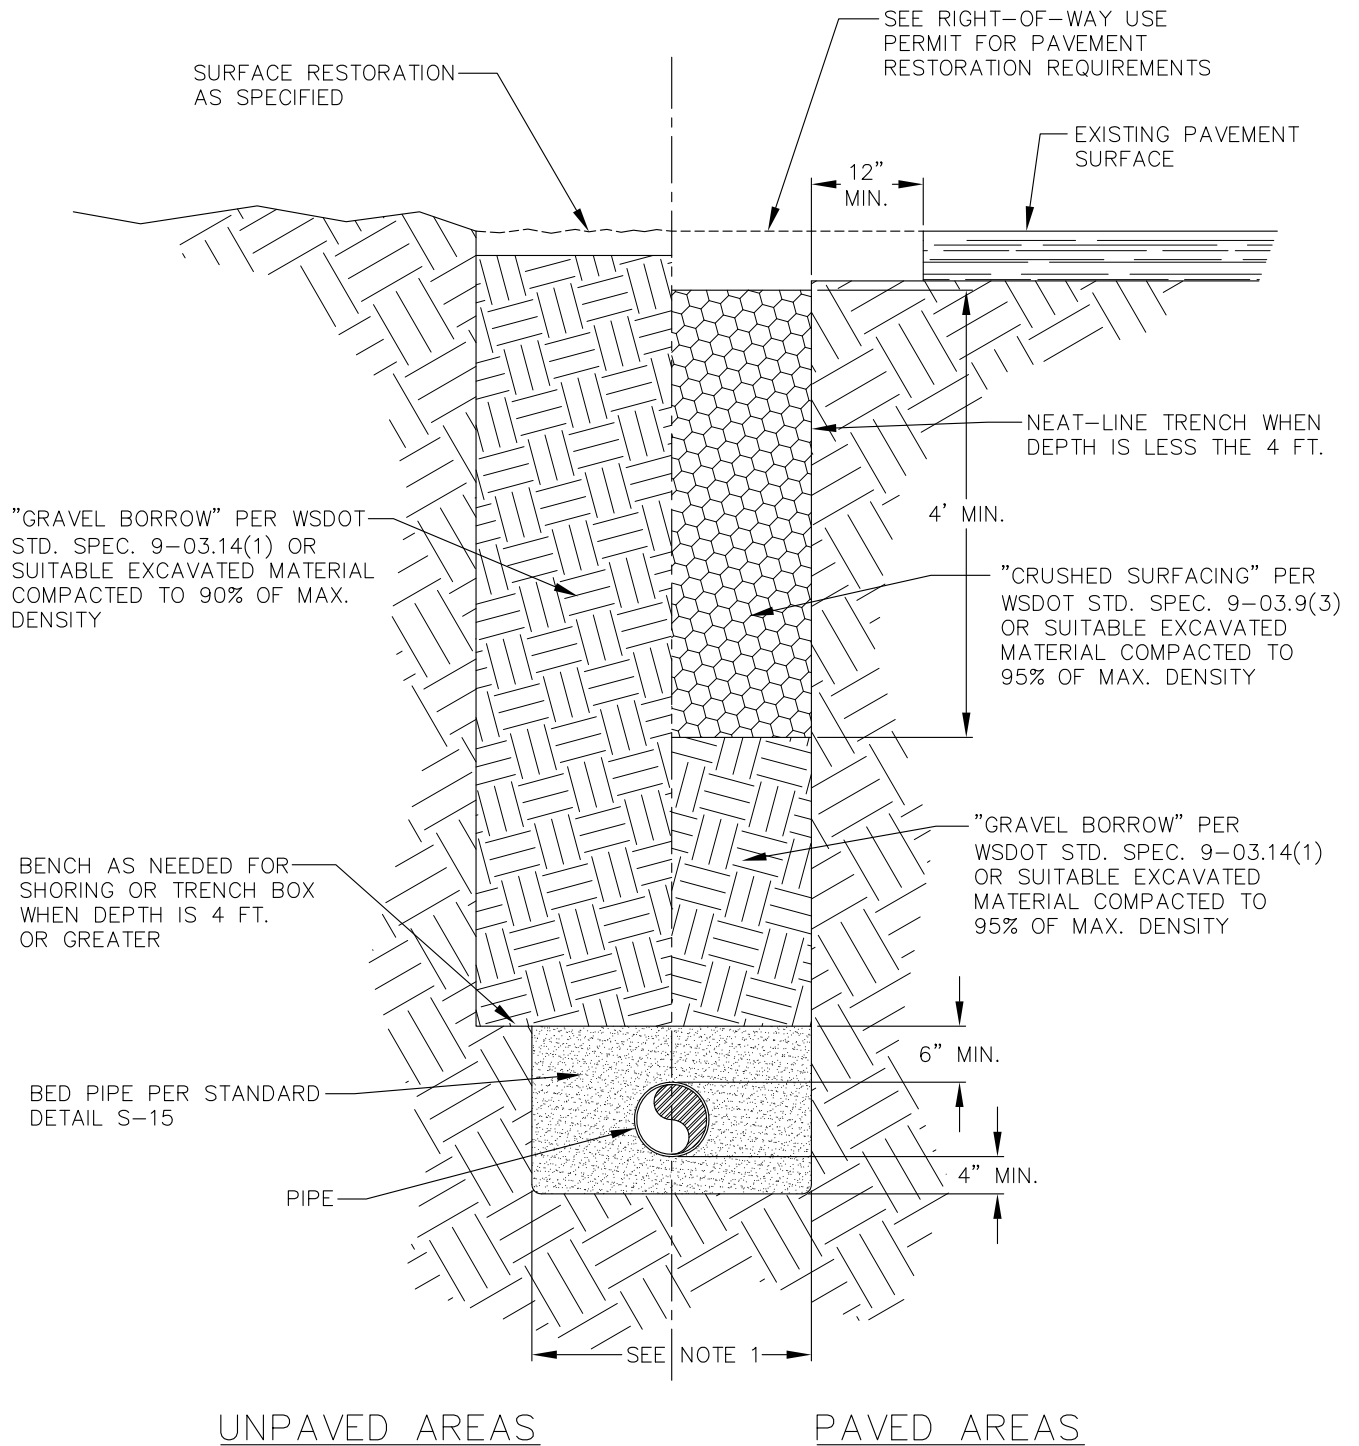 SEE RIGHT-OF-WAY USE
PERMIT FOR PAVEMENT
RESTORATION REQUIREMENTS
SURFACE RESTORATION
AS SPECIFIED
EXISTING PAVEMENT
SURFACE
12"
MIN.
NEAT-LINE TRENCH WHEN
DEPTH IS LESS THE 4 FT.
4' MIN.
"GRAVEL BORROW" PER WSDOT
STD. SPEC. 9-03.14(1) OR
SUITABLE EXCAVATED MATERIAL
COMPACTED TO 90% OF MAX.
DENSITY
"CRUSHED SURFACING" PER
WSDOT STD. SPEC. 9-03.9(3)
OR SUITABLE EXCAVATED
MATERIAL COMPACTED TO
95% OF MAX. DENSITY
"GRAVEL BORROW" PER
WSDOT STD. SPEC. 9-03.14(1)
OR SUITABLE EXCAVATED
MATERIAL COMPACTED TO
95% OF MAX. DENSITY
BENCH AS NEEDED FOR
SHORING OR TRENCH BOX
WHEN DEPTH IS 4 FT.
OR GREATER
6" MIN.
BED PIPE PER STANDARD
DETAIL S-15
4" MIN.
PIPE
SEE NOTE 1
UNPAVED AREAS
PAVED AREAS